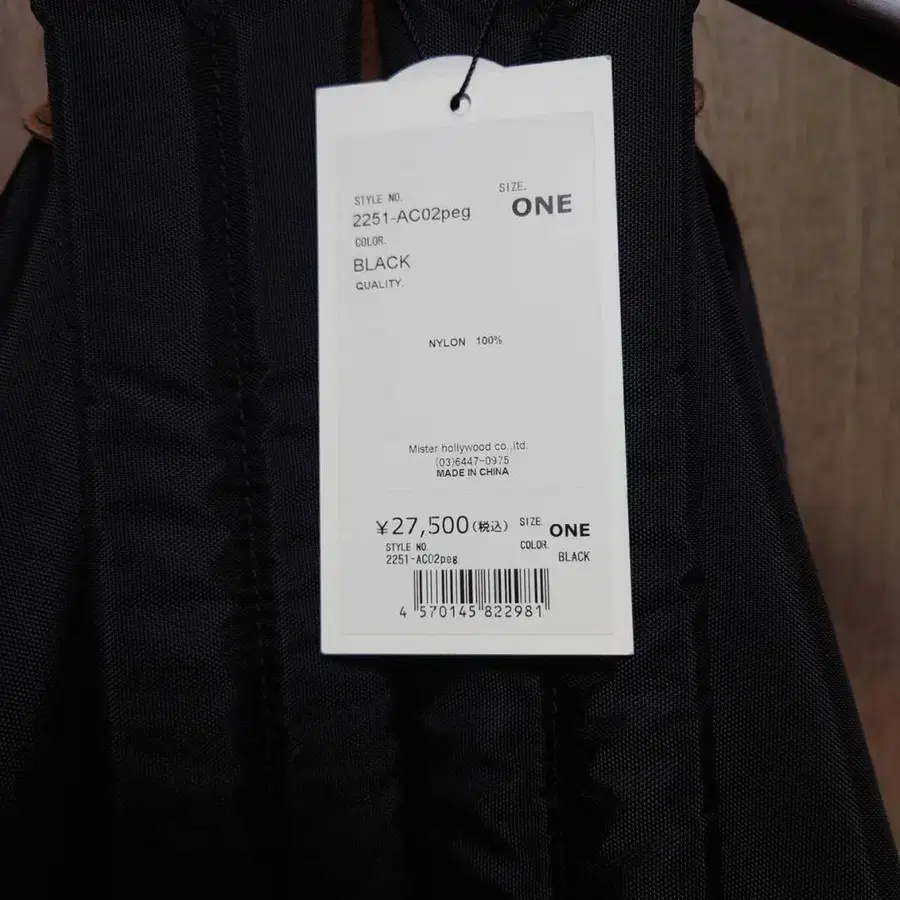 STYLE NO.
SIZE.
2251-AC02peg
ONE
COLOR.
BLACK
QUALITY.
NYLON 100%
Mister hollywood co.,ltd.
(03)6447-0975
MADE IN CHINA
¥27,500(税込) SIZE. ONE
STYLE NO. COLOR.
2251-AC02peg BLACK
4 570145 822981